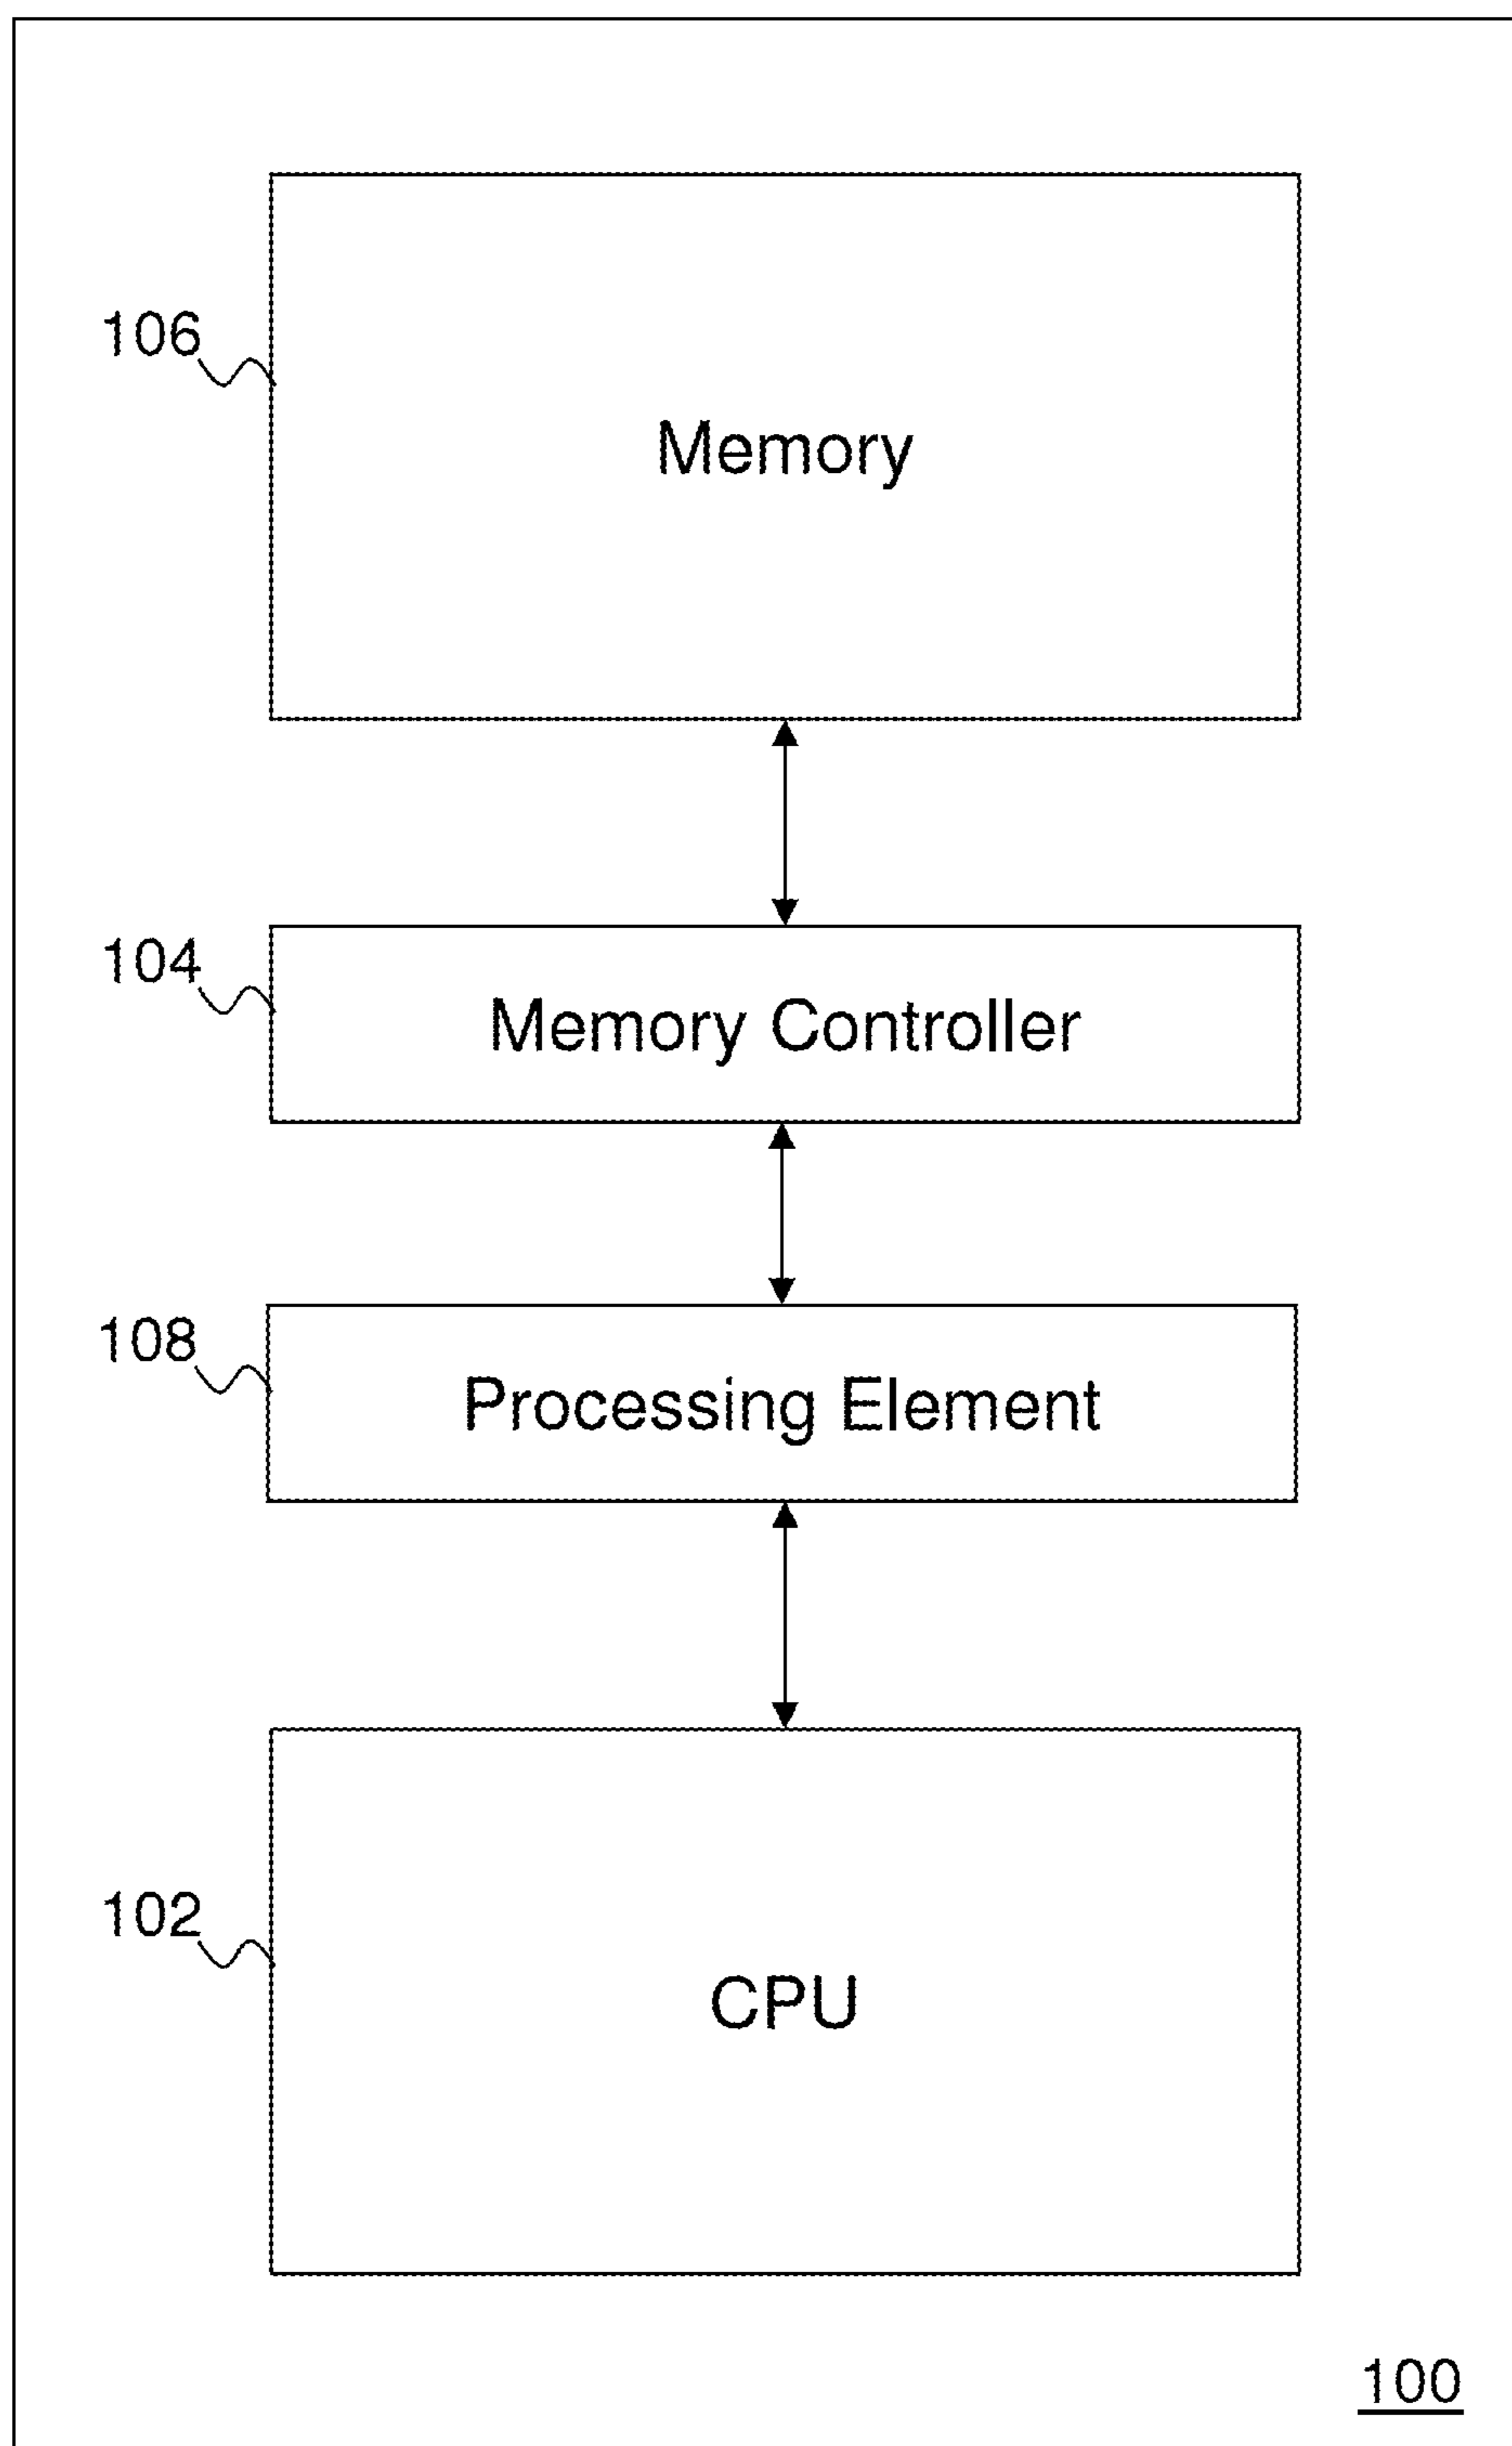 106
Memory
104
Memory Controller
108
Processing Element
102
CPU
100